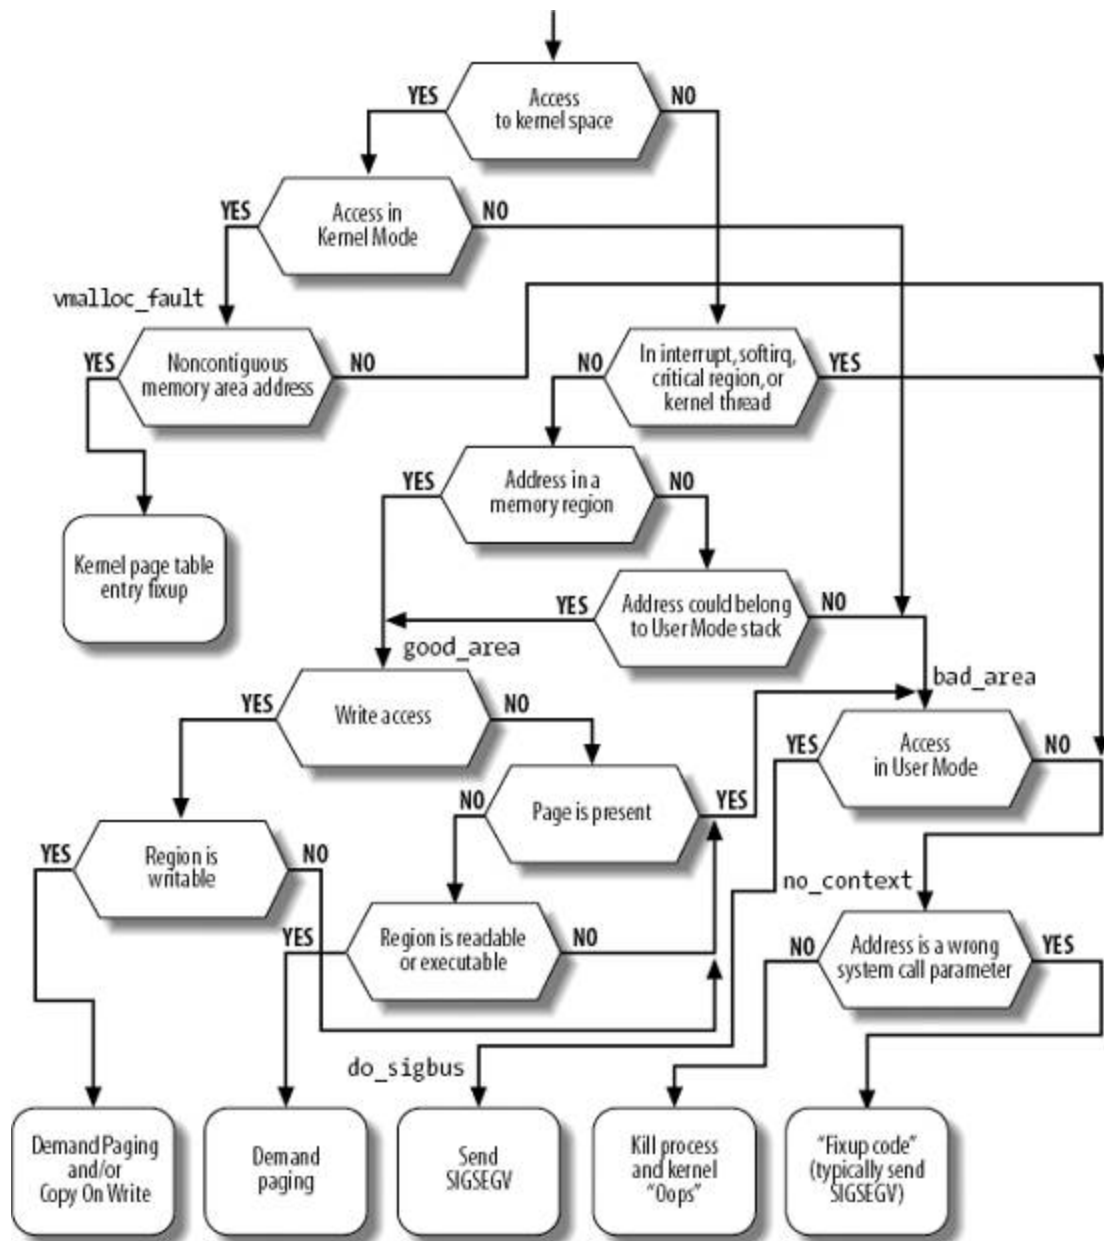 Access
to kernel space
YES
NO
Access in
Kernel Mode
YES
NO
vmalloc_fault
Noncontiguous
memory area address
YES
NO
In interrupt, softirq,
critical region, or
kernel thread
NO
YES
Address in a
memory region
YES
NO
Kernel page table
entry fixup
Address could belong
to User Mode stack
YES
NO
good_area
bad_area
Write access
YES
NO
Access
in User Mode
YES
NO
Page is present
NO
YES
Region is
writable
YES
NO
no_context
Region is readable
or executable
YES
NO
Address is a wrong
system call parameter
NO
YES
do_sigbus
Demand Paging
and/or
Copy On Write
Demand
paging
Send
SIGSEGV
Kill process
and kernel
“Oops”
“Fixup code”
(typically send
SIGSEGV)